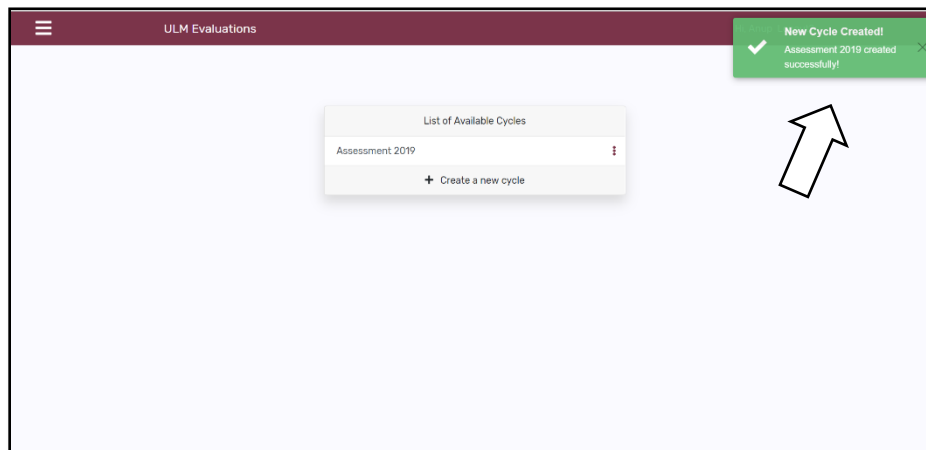 ULM Evaluations
New Cycle Created!
Assessment 2019 created
successfully!
List of Available Cycles
Assessment 2019
Create a new cycle